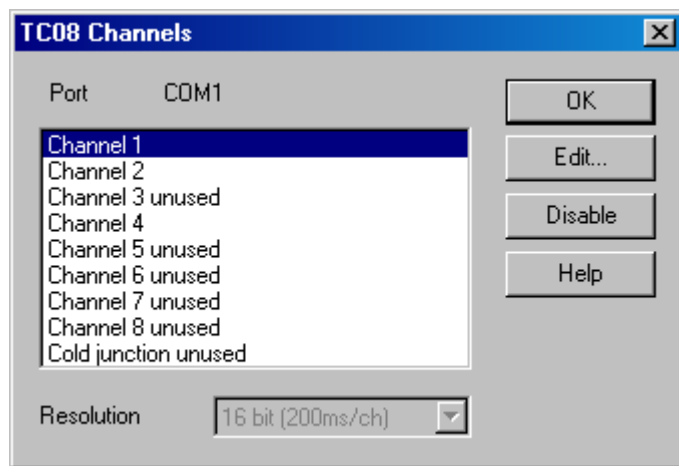 TC08 Channels
Port COM1
OK
Edit...
Disable
Help
Channel 1
Channel 2
Channel 3 unused
Channel 4
Channel 5 unused
Channel 6 unused
Channel 7 unused
Channel 8 unused
Cold junction unused
Resolution 16 bit (200ms/ch)